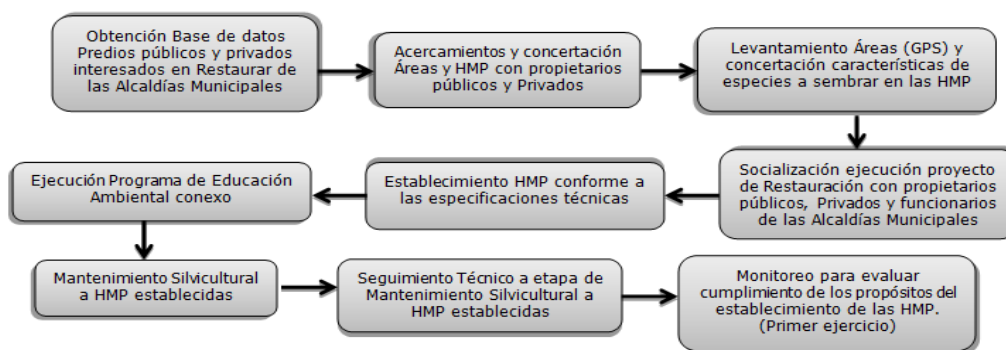 Obtención Base de datos
Predios públicos y privados
interesados en Restaurar de
las Alcaldías Municipales
Acercamientos y concertación
Áreas y HMP con propietarios
públicos y Privados
Levantamiento Áreas (GPS) y
concertación características de
especies a sembrar en las HMP
Socialización ejecución proyecto
de Restauración con propietarios
públicos, Privados y funcionarios
de las Alcaldías Municipales
Establecimiento HMP conforme a
las especificaciones técnicas
Ejecución Programa de Educación
Ambiental conexo
Mantenimiento Silvicultural
a HMP establecidas
Seguimiento Técnico a etapa de
Mantenimiento Silvicultural a
HMP establecidas
Monitoreo para evaluar
cumplimiento de los propósitos del
establecimiento de las HMP.
(Primer ejercicio)